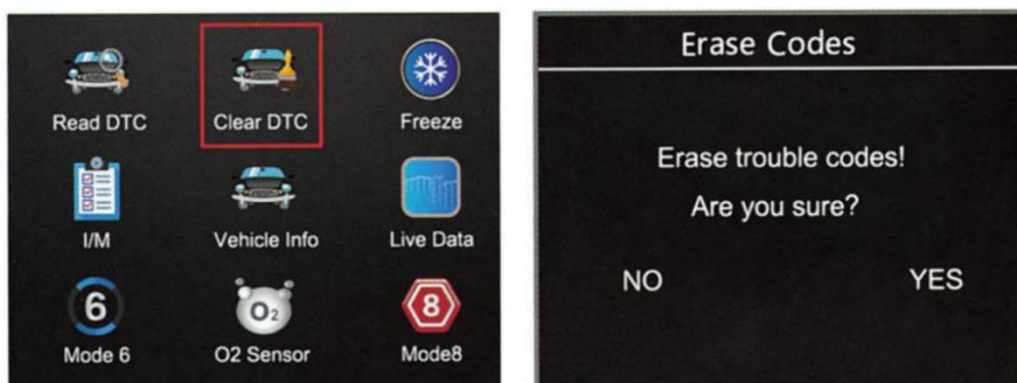 Read DTC
Clear DTC
Freeze
I/M
Vehicle Info
Live Data
6
O2
8
Mode 6
O2 Sensor
Mode8
Erase Codes
Erase trouble codes!
Are you sure?
NO
YES